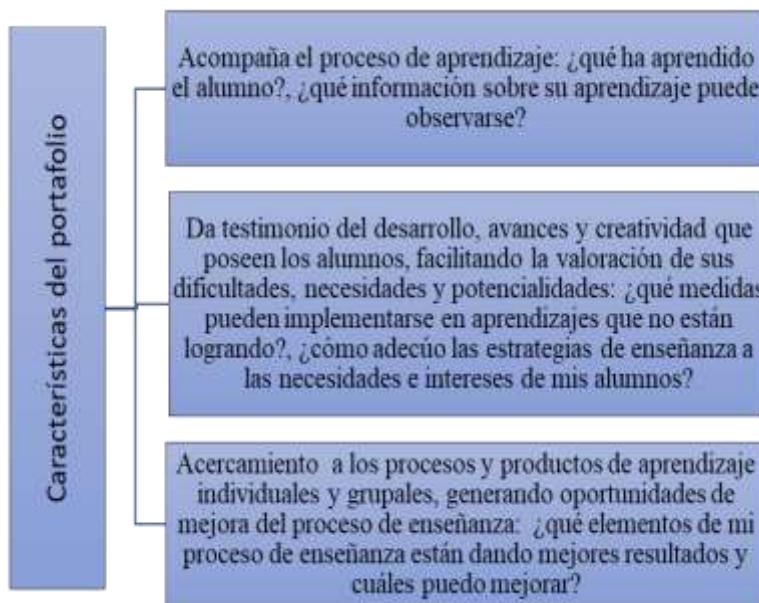 Características del portafolio
Acompaña el proceso de aprendizaje: ¿qué ha aprendido
el alumno?, ¿qué información sobre su aprendizaje puede
observarse?
Da testimonio del desarrollo, avances y creatividad que
poseen los alumnos, facilitando la valoración de sus
dificultades, necesidades y potencialidades: ¿qué medidas
pueden implementarse en aprendizajes que no están
logrando?, ¿cómo adecúo las estrategias de enseñanza a
las necesidades e intereses de mis alumnos?
Acercamiento a los procesos y productos de aprendizaje
individuales y grupales, generando oportunidades de
mejora del proceso de enseñanza: ¿qué elementos de mi
proceso de enseñanza están dando mejores resultados y
cuáles puedo mejorar?